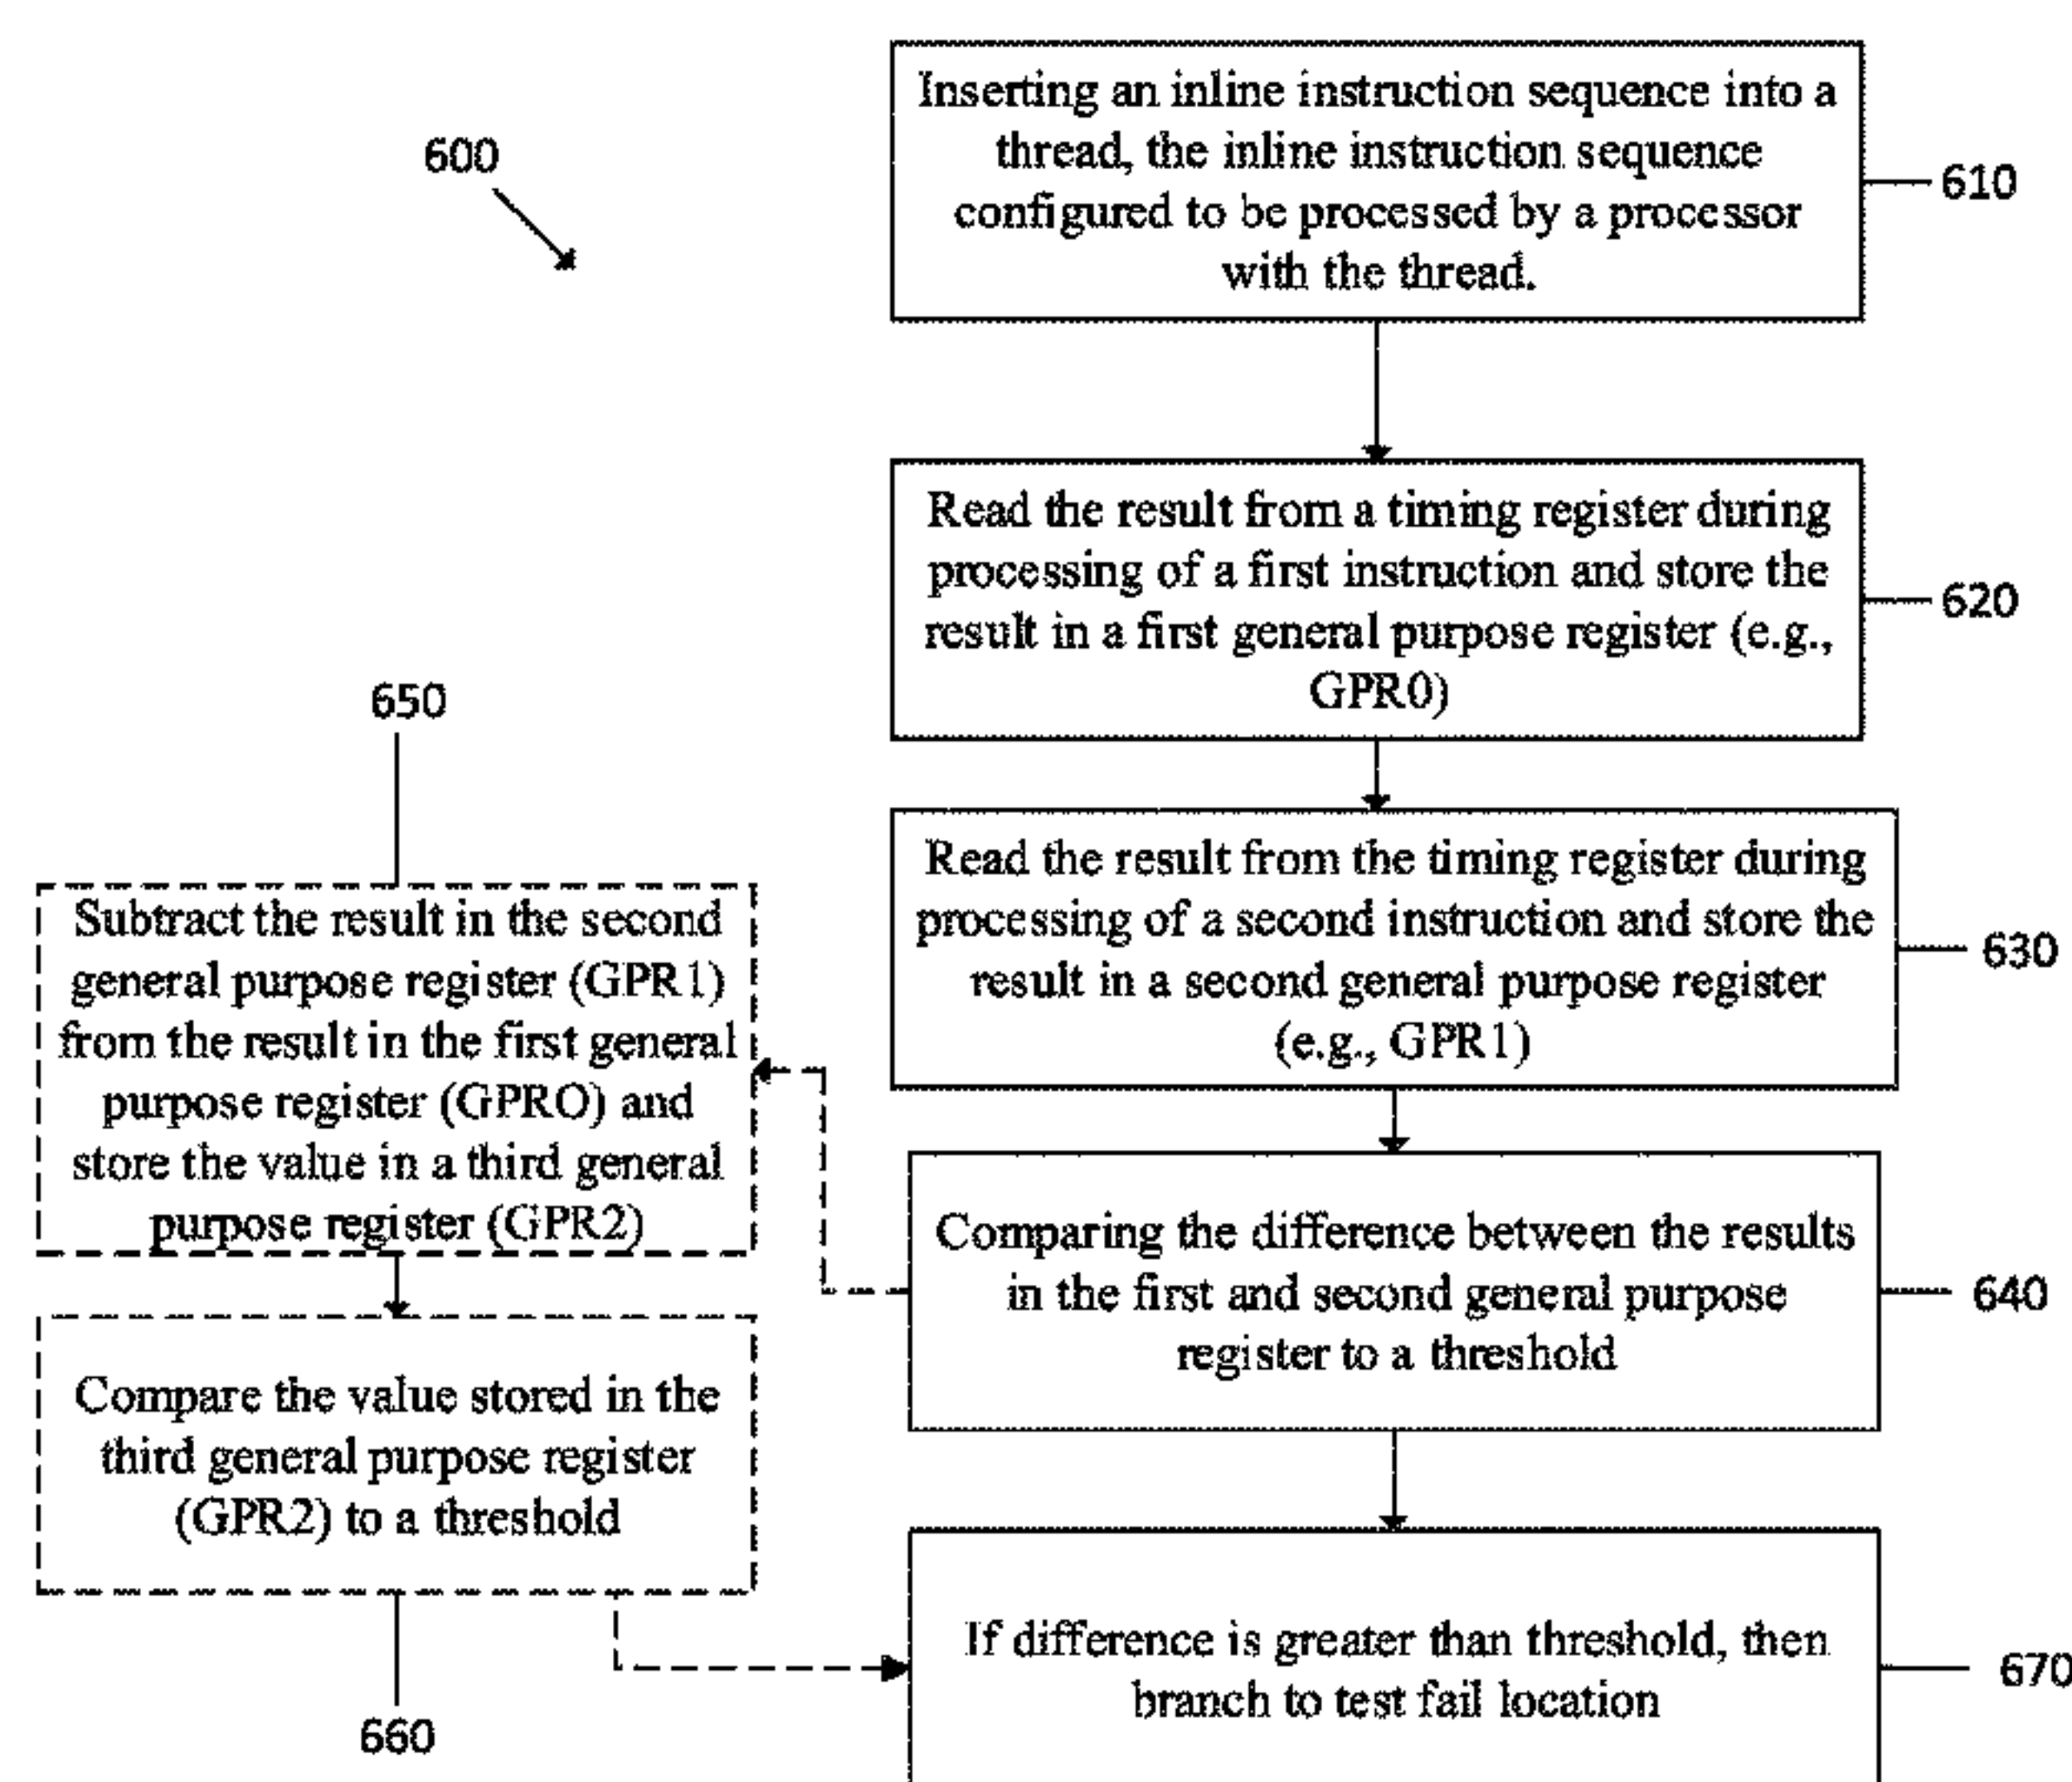 600
Inserting an inline instruction sequence into a
thread, the inline instruction sequence
configured to be processed by a processor
with the thread.
610
Read the result from a timing register during
processing of a first instruction and store the
result in a first general purpose register (e.g.,
GPR0)
620
Read the result from the timing register during
processing of a second instruction and store the
result in a second general purpose register
(e.g., GPR1)
630
Comparing the difference between the results
in the first and second general purpose
register to a threshold
640
650
Subtract the result in the second
general purpose register (GPR1)
from the result in the first general
purpose register (GPRO) and
store the value in a third general
purpose register (GPR2)
Compare the value stored in the
third general purpose register
(GPR2) to a threshold
660
If difference is greater than threshold, then
branch to test fail location
670